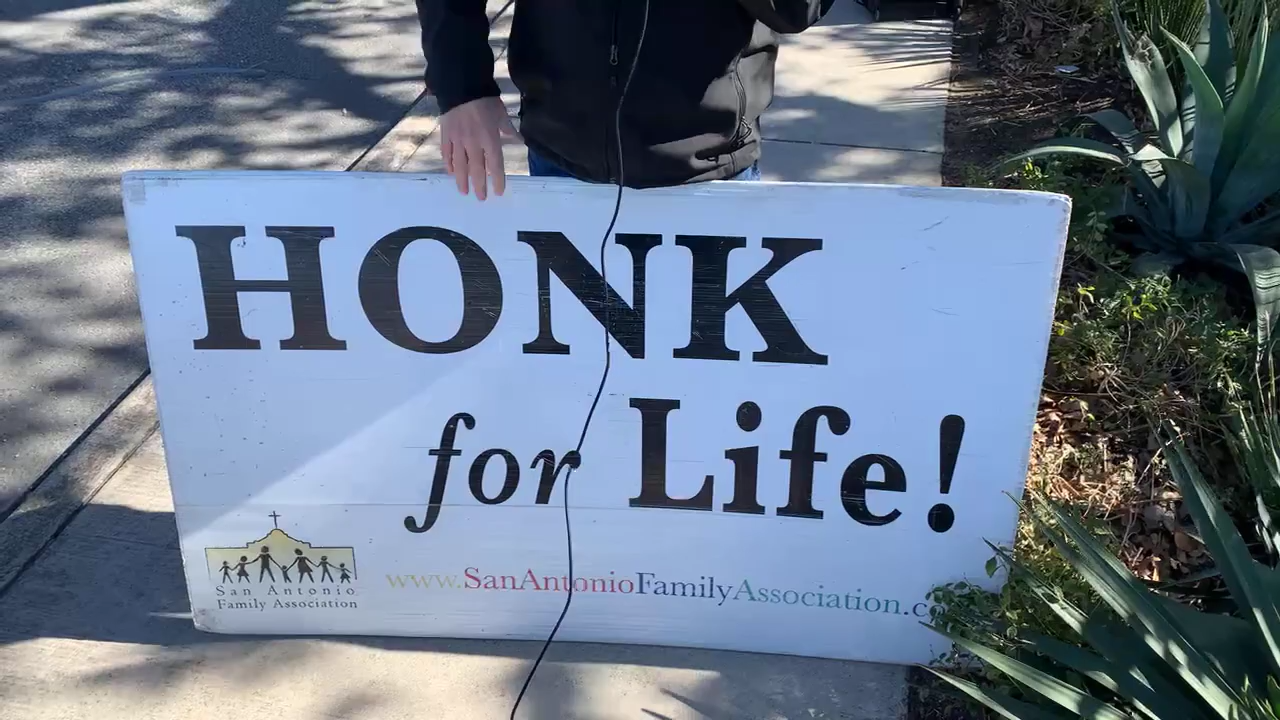 HONK
for Life!
San Antonio
Family Association
www.SanAntonioFamilyAssociation.c